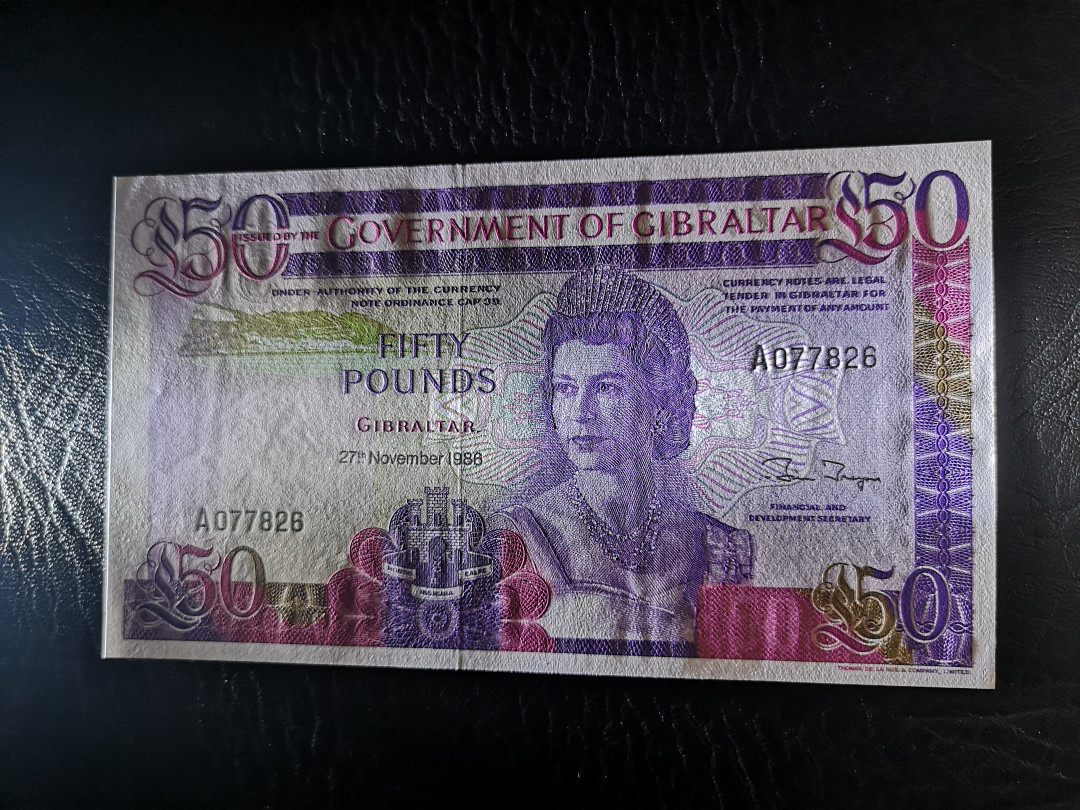 £50 ISSUED BY THE GOVERNMENT OF GIBRALTAR £50
UNDER AUTHORITY OF THE CURRENCY
NOTE ORDINANCE CAP 39.
CURRENCY NOTES ARE LEGAL
TENDER IN GIBRALTAR FOR
THE PAYMENT OF ANY AMOUNT
FIFTY
POUNDS
GIBRALTAR
27th November 1986
A077826
FINANCIAL AND
DEVELOPMENT SECRETARY
A077826
£50
INSIGNIA
CALPE
£50
THOMAS DE LA RUE & COMPANY, LIMITED